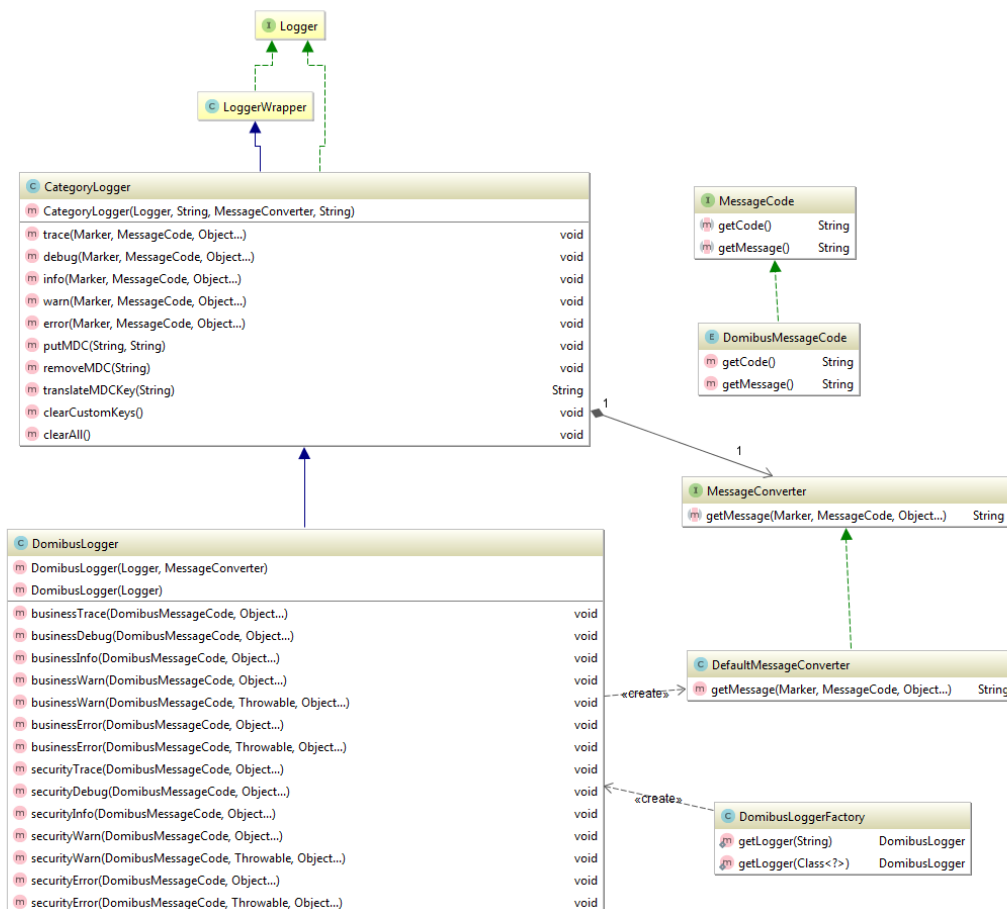 I Logger
C LoggerWrapper
C CategoryLogger
m CategoryLogger(Logger, String, MessageConverter, String)
m trace(Marker, MessageCode, Object...) void
m debug(Marker, MessageCode, Object...) void
m info(Marker, MessageCode, Object...) void
m warn(Marker, MessageCode, Object...) void
m error(Marker, MessageCode, Object...) void
m putMDC(String, String) void
m removeMDC(String) void
m translateMDCKey(String) String
m clearCustomKeys() void
m clearAll() void
I MessageCode
m getCode() String
m getMessage() String
E DomibusMessageCode
m getCode() String
m getMessage() String
1
1
I MessageConverter
m getMessage(Marker, MessageCode, Object...) String
C DomibusLogger
m DomibusLogger(Logger, MessageConverter)
m DomibusLogger(Logger)
m businessTrace(DomibusMessageCode, Object...) void
m businessDebug(DomibusMessageCode, Object...) void
m businessInfo(DomibusMessageCode, Object...) void
m businessWarn(DomibusMessageCode, Object...) void
m businessWarn(DomibusMessageCode, Throwable, Object...) void
m businessError(DomibusMessageCode, Object...) void
m businessError(DomibusMessageCode, Throwable, Object...) void
m securityTrace(DomibusMessageCode, Object...) void
m securityDebug(DomibusMessageCode, Object...) void
m securityInfo(DomibusMessageCode, Object...) void
m securityWarn(DomibusMessageCode, Object...) void
m securityWarn(DomibusMessageCode, Throwable, Object...) void
m securityError(DomibusMessageCode, Object...) void
m securityError(DomibusMessageCode, Throwable, Object...) void
C DefaultMessageConverter
m getMessage(Marker, MessageCode, Object...) String
«create»
«create»
C DomibusLoggerFactory
m getLogger(String) DomibusLogger
m getLogger(Class<?>) DomibusLogger